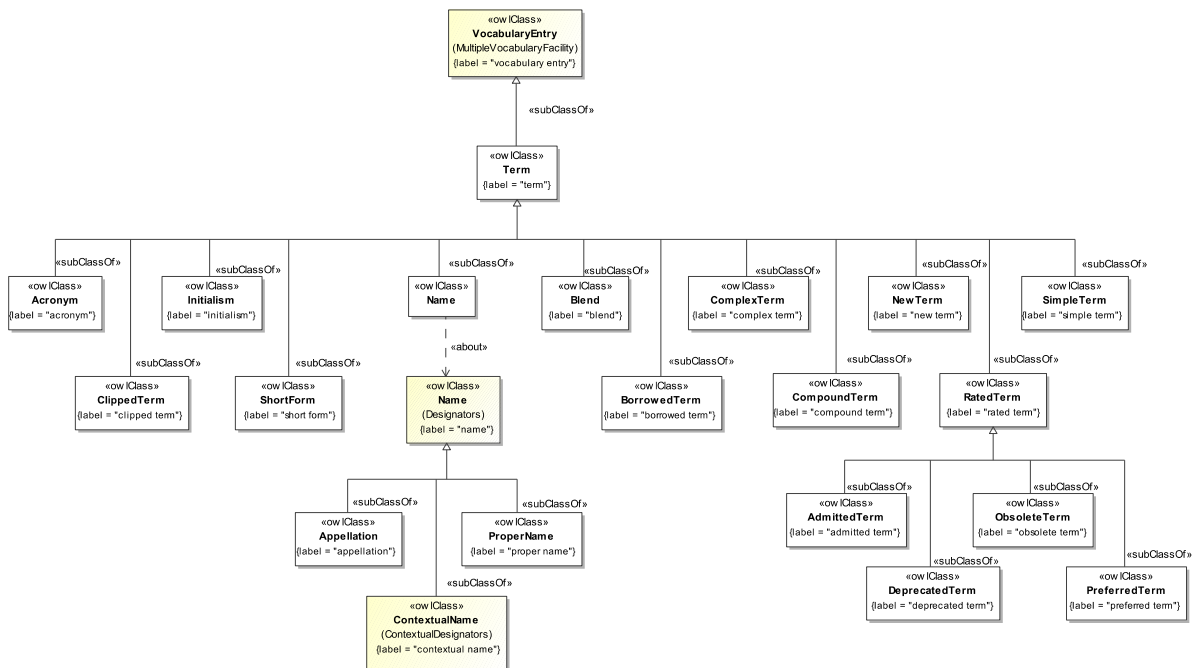 «owlClass»
VocabularyEntry
(MultipleVocabularyFacility)
{label = "vocabulary entry"}
«subClassOf»
«owlClass»
Term
{label = "term"}
«subClassOf»
«owlClass»
Acronym
{label = "acronym"}
«subClassOf»
«owlClass»
Initialism
{label = "initialism"}
«subClassOf»
«owlClass»
Name
«subClassOf»
«owlClass»
Blend
{label = "blend"}
«subClassOf»
«owlClass»
ComplexTerm
{label = "complex term"}
«subClassOf»
«owlClass»
NewTerm
{label = "new term"}
«subClassOf»
«owlClass»
SimpleTerm
{label = "simple term"}
«about»
«subClassOf»
«owlClass»
ClippedTerm
{label = "clipped term"}
«subClassOf»
«owlClass»
ShortForm
{label = "short form"}
«owlClass»
Name
(Designators)
{label = "name"}
«subClassOf»
«owlClass»
BorrowedTerm
{label = "borrowed term"}
«subClassOf»
«owlClass»
CompoundTerm
{label = "compound term"}
«subClassOf»
«owlClass»
RatedTerm
{label = "rated term"}
«subClassOf»
«owlClass»
Appellation
{label = "appellation"}
«subClassOf»
«owlClass»
ProperName
{label = "proper name"}
«subClassOf»
«owlClass»
ContextualName
(ContextualDesignators)
{label = "contextual name"}
«subClassOf»
«owlClass»
AdmittedTerm
{label = "admitted term"}
«subClassOf»
«owlClass»
ObsoleteTerm
{label = "obsolete term"}
«subClassOf»
«owlClass»
DeprecatedTerm
{label = "deprecated term"}
«subClassOf»
«owlClass»
PreferredTerm
{label = "preferred term"}